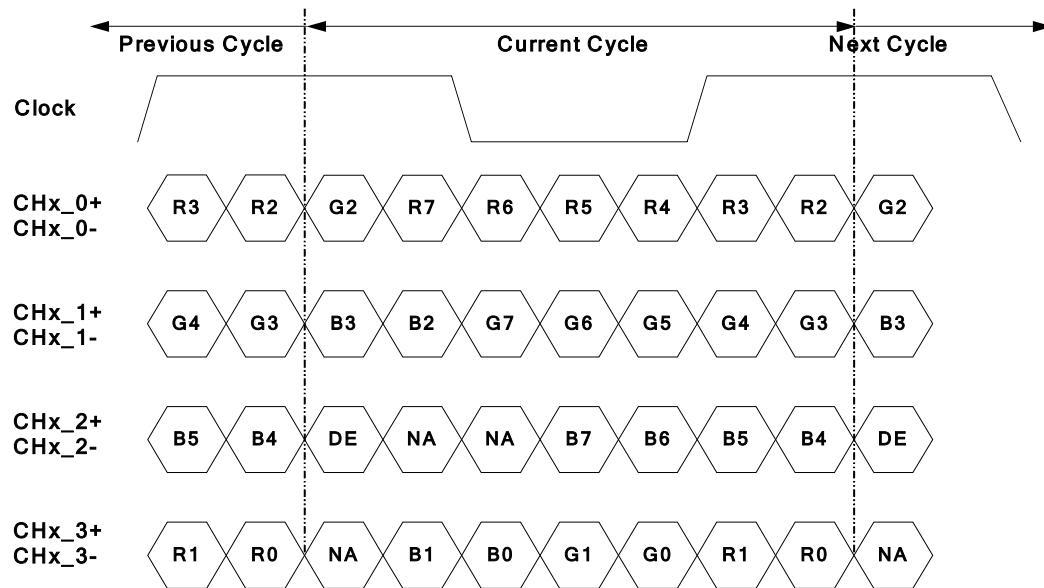 Previous Cycle Current Cycle Next Cycle
Clock
CHx_0+
CHx_0-
R3 R2 G2 R7 R6 R5 R4 R3 R2 G2
CHx_1+
CHx_1-
G4 G3 B3 B2 G7 G6 G5 G4 G3 B3
CHx_2+
CHx_2-
B5 B4 DE NA NA B7 B6 B5 B4 DE
CHx_3+
CHx_3-
R1 R0 NA B1 B0 G1 G0 R1 R0 NA